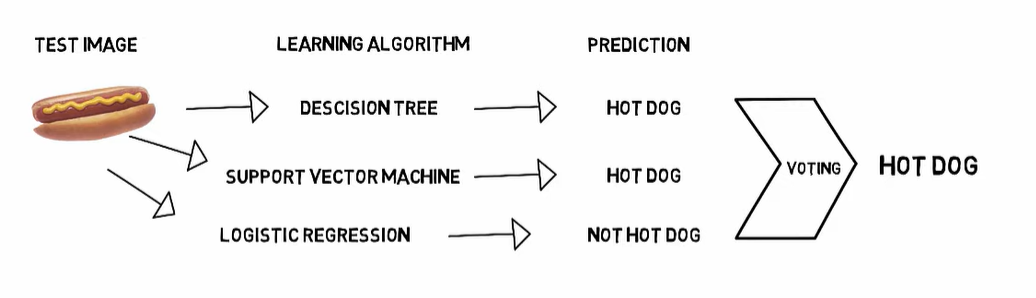 TEST IMAGE LEARNING ALGORITHM PREDICTION
DESCISION TREE HOT DOG
SUPPORT VECTOR MACHINE HOT DOG
VOTING HOT DOG
LOGISTIC REGRESSION NOT HOT DOG